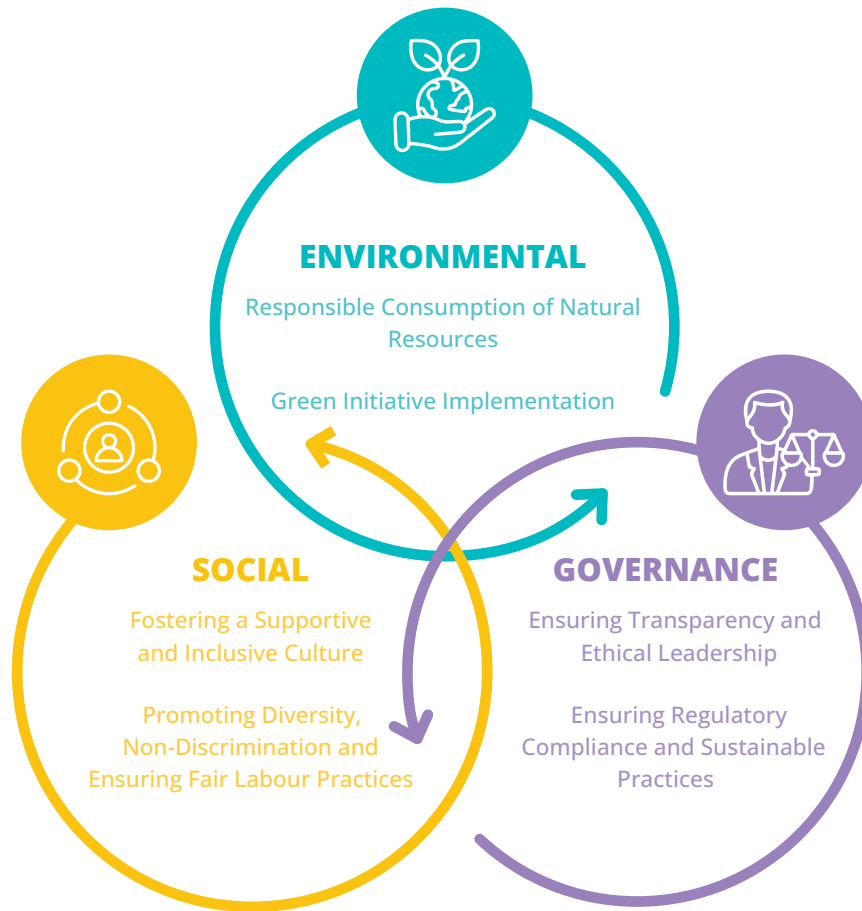 ENVIRONMENTAL
Responsible Consumption of Natural
Resources
Green Initiative Implementation
SOCIAL
Fostering a Supportive
and Inclusive Culture
Promoting Diversity,
Non-Discrimination and
Ensuring Fair Labour Practices
GOVERNANCE
Ensuring Transparency and
Ethical Leadership
Ensuring Regulatory
Compliance and Sustainable
Practices